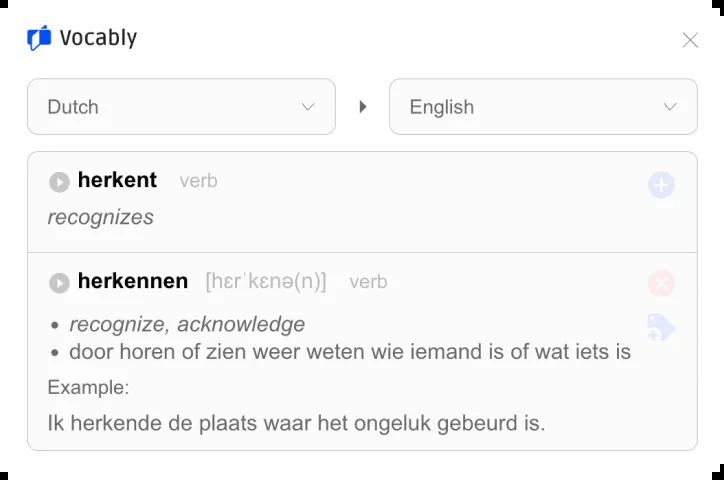 Vocably
Dutch
English
herkent verb
recognizes
herkennen [hɛrˈkɛnə(n)] verb
• recognize, acknowledge
• door horen of zien weer weten wie iemand is of wat iets is
Example:
Ik herkende de plaats waar het ongeluk gebeurd is.